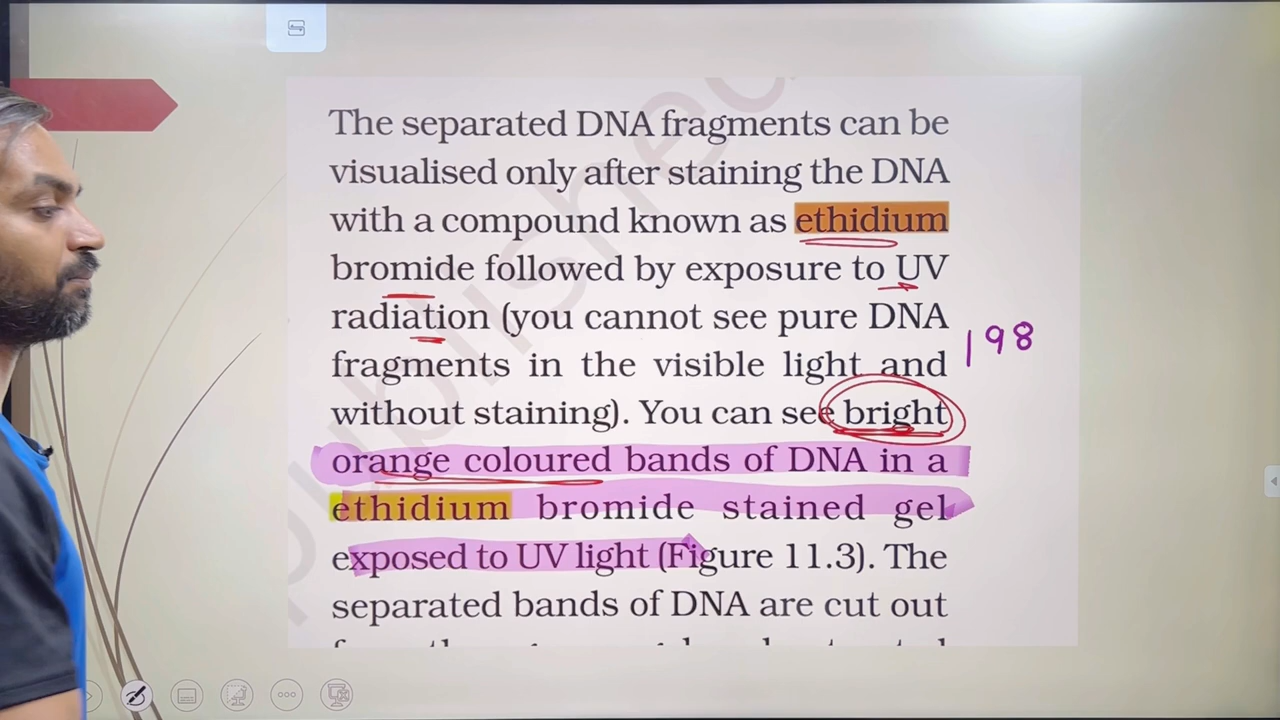 The separated DNA fragments can be
visualised only after staining the DNA
with a compound known as ethidium
bromide followed by exposure to UV
radiation (you cannot see pure DNA
fragments in the visible light and
without staining). You can see bright
orange coloured bands of DNA in a
ethidium bromide stained gel
exposed to UV light (Figure 11.3). The
separated bands of DNA are cut out
198